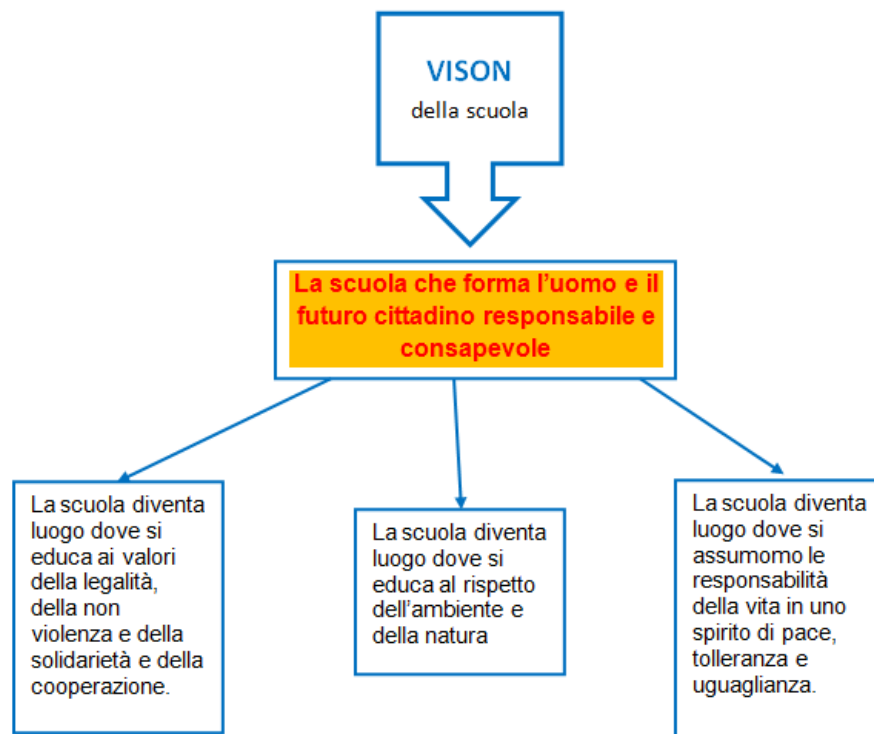 VISON
della scuola
La scuola che forma l'uomo e il
futuro cittadino responsabile e
consapevole
La scuola diventa
luogo dove si
educa ai valori
della legalità,
della non
violenza e della
solidarietà e della
cooperazione.
La scuola diventa
luogo dove si
educa al rispetto
dell'ambiente e
della natura
La scuola diventa
luogo dove si
assumomo le
responsabilità
della vita in uno
spirito di pace,
tolleranza e
uguaglianza.